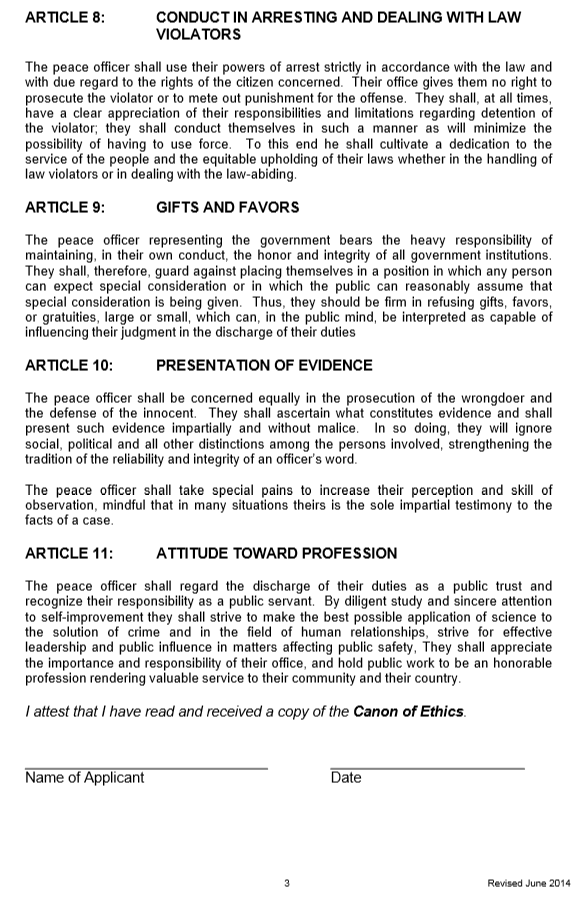 ARTICLE 8: CONDUCT IN ARRESTING AND DEALING WITH LAW
VIOLATORS
The peace officer shall use their powers of arrest strictly in accordance with the law and
with due regard to the rights of the citizen concerned. Their office gives them no right to
prosecute the violator or to mete out punishment for the offense. They shall, at all times,
have a clear appreciation of their responsibilities and limitations regarding detention of
the violator; they shall conduct themselves in such a manner as will minimize the
possibility of having to use force. To this end he shall cultivate a dedication to the
service of the people and the equitable upholding of their laws whether in the handling of
law violators or in dealing with the law-abiding.
ARTICLE 9: GIFTS AND FAVORS
The peace officer representing the government bears the heavy responsibility of
maintaining, in their own conduct, the honor and integrity of all government institutions.
They shall, therefore, guard against placing themselves in a position in which any person
can expect special consideration or in which the public can reasonably assume that
special consideration is being given. Thus, they should be firm in refusing gifts, favors,
or gratuities, large or small, which can, in the public mind, be interpreted as capable of
influencing their judgment in the discharge of their duties
ARTICLE 10: PRESENTATION OF EVIDENCE
The peace officer shall be concerned equally in the prosecution of the wrongdoer and
the defense of the innocent. They shall ascertain what constitutes evidence and shall
present such evidence impartially and without malice. In so doing, they will ignore
social, political and all other distinctions among the persons involved, strengthening the
tradition of the reliability and integrity of an officer's word.
The peace officer shall take special pains to increase their perception and skill of
observation, mindful that in many situations theirs is the sole impartial testimony to the
facts of a case.
ARTICLE 11: ATTITUDE TOWARD PROFESSION
The peace officer shall regard the discharge of their duties as a public trust and
recognize their responsibility as a public servant. By diligent study and sincere attention
to self-improvement they shall strive to make the best possible application of science to
the solution of crime and in the field of human relationships, strive for effective
leadership and public influence in matters affecting public safety, They shall appreciate
the importance and responsibility of their office, and hold public work to be an honorable
profession rendering valuable service to their community and their country.
I attest that I have read and received a copy of the Canon of Ethics.
Name of Applicant Date
3 Revised June 2014